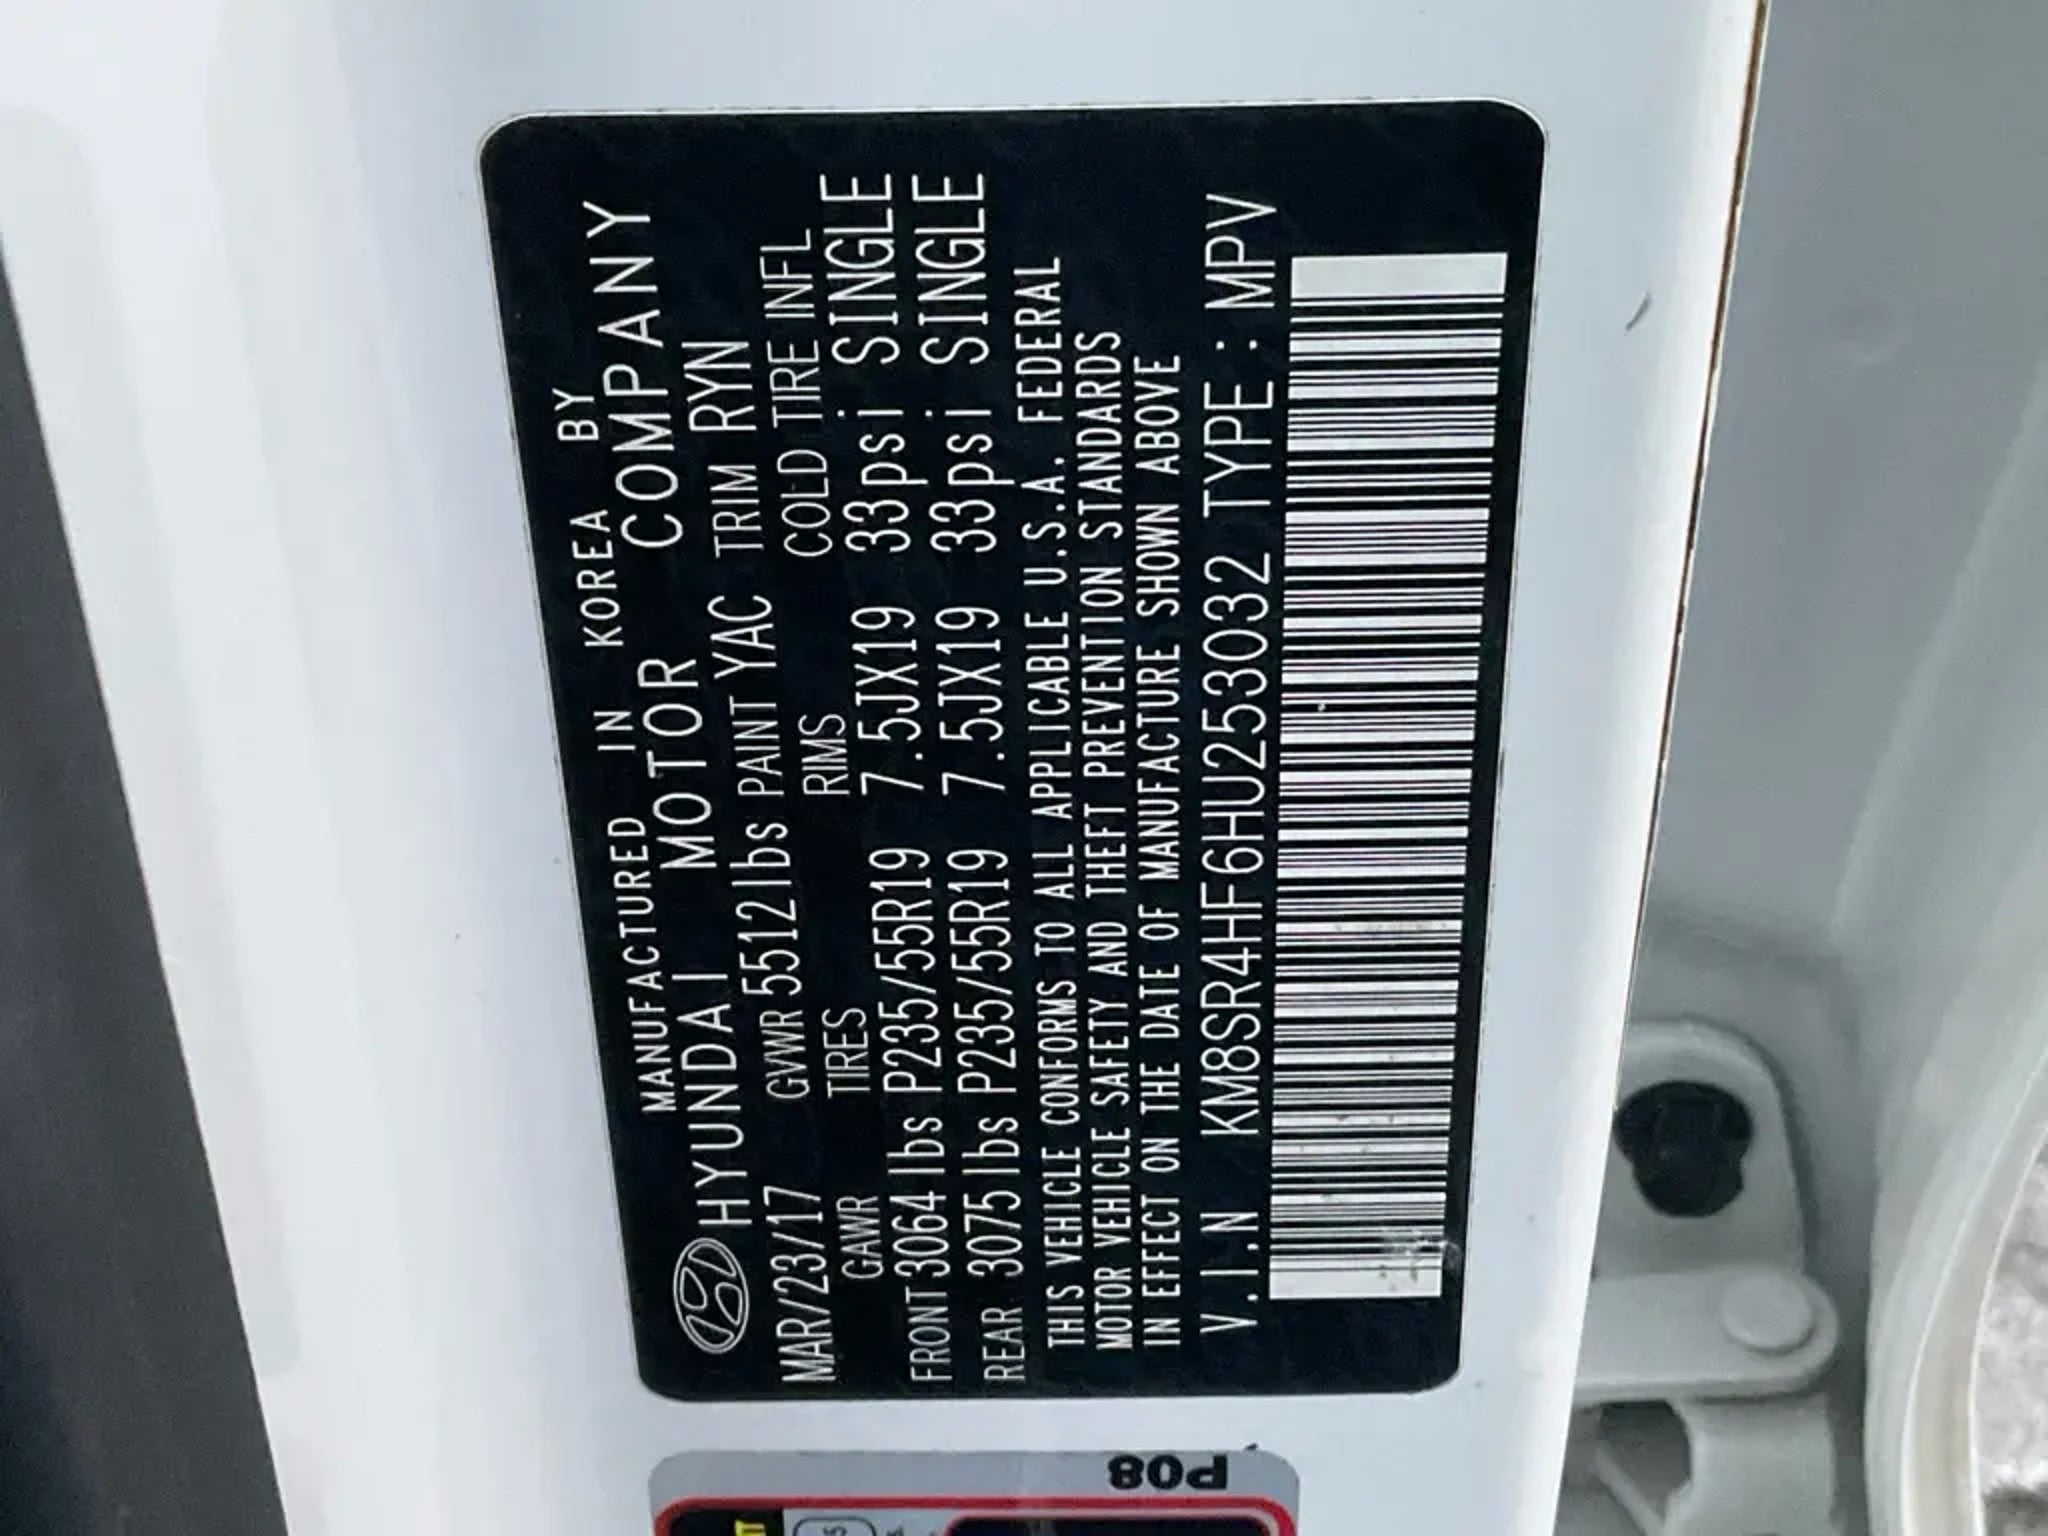 MANUFACTURED IN KOREA BY
HYUNDAI MOTOR COMPANY
MAR/23/17 GVWR 5512lbs PAINT YAC TRIM RYN
GAWR TIRES RIMS COLD TIRE INFL
FRONT 3064lbs P235/55R19 7.5JX19 33psi SINGLE
REAR 3075lbs P235/55R19 7.5JX19 33psi SINGLE
THIS VEHICLE CONFORMS TO ALL APPLICABLE U.S.A. FEDERAL
MOTOR VEHICLE SAFETY AND THEFT PREVENTION STANDARDS
IN EFFECT ON THE DATE OF MANUFACTURE SHOWN ABOVE
V.I.N KM8SR4HF6HU253032 TYPE : MPV
P08